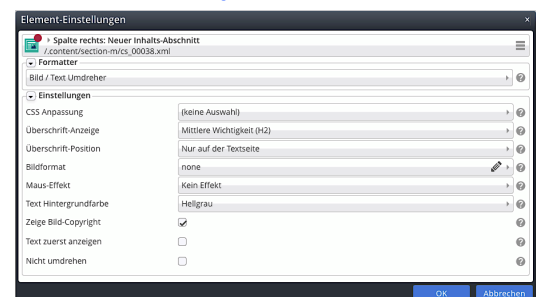 Element-Einstellungen ×
Spalte rechts: Neuer Inhalts-Abschnitt
/.content/section-m/cs_00038.xml
Formatter
Bild / Text Umdreher
Einstellungen
CSS Anpassung (keine Auswahl)
Überschrift-Anzeige Mittlere Wichtigkeit (H2)
Überschrift-Position Nur auf der Textseite
Bildformat none
Maus-Effekt Kein Effekt
Text Hintergrundfarbe Hellgrau
Zeige Bild-Copyright
Text zuerst anzeigen
Nicht umdrehen
OK Abbrechen